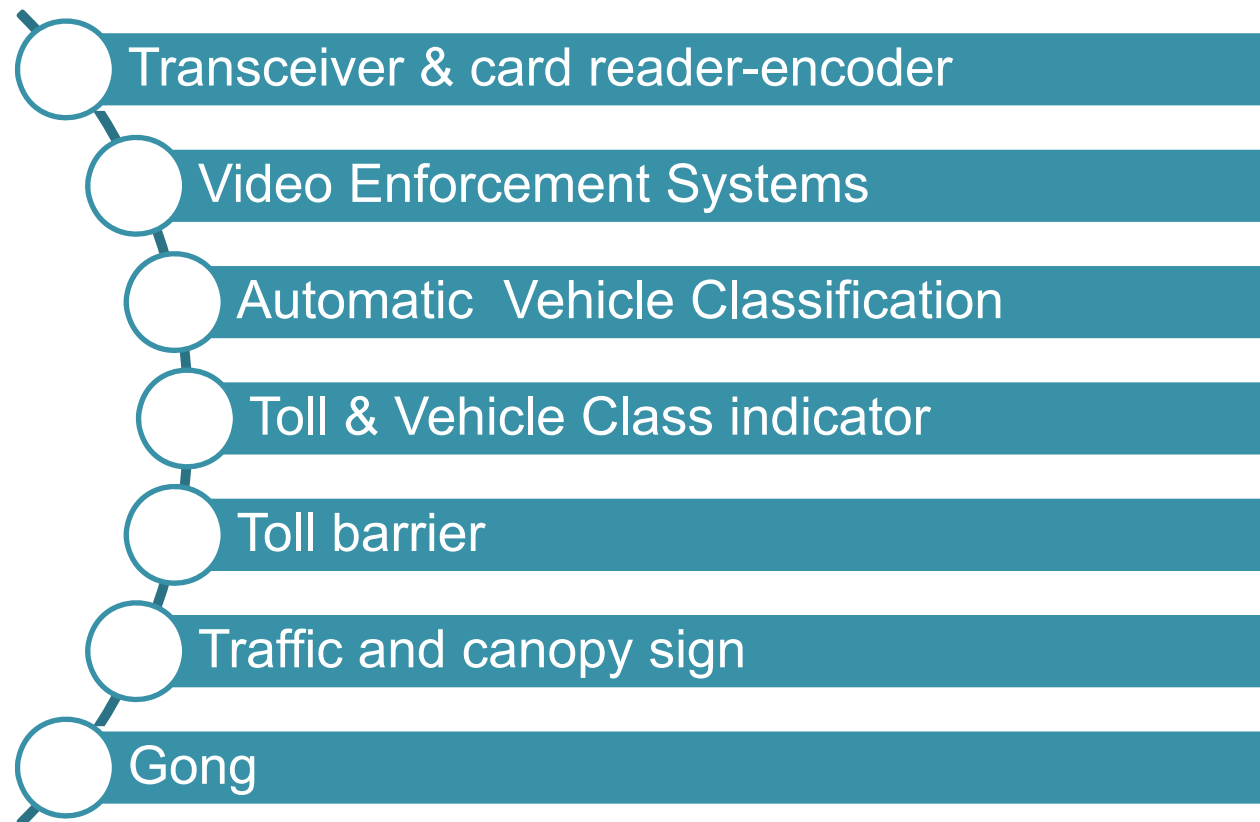 Transceiver & card reader-encoder
Video Enforcement Systems
Automatic  Vehicle Classification
Toll & Vehicle Class indicator
Toll barrier
Traffic and canopy sign
Gong